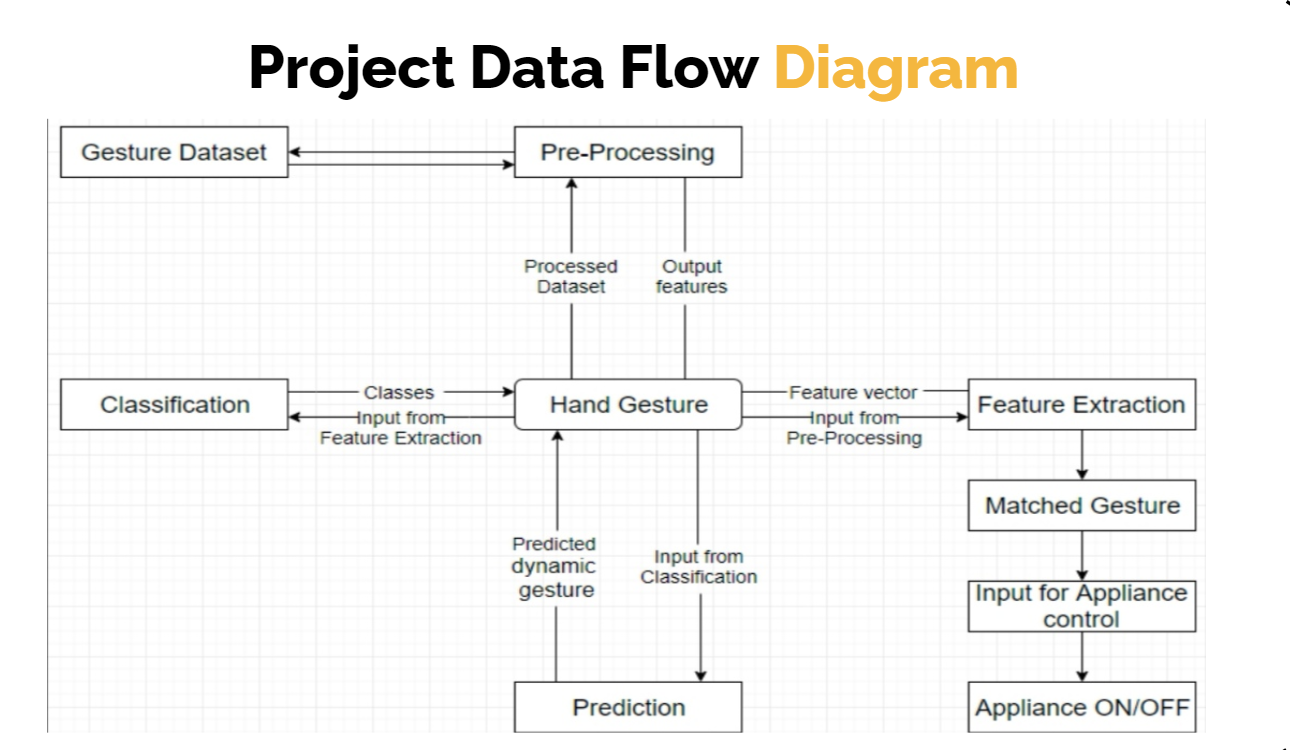 Project Data Flow Diagram
Gesture Dataset
Pre-Processing
Processed
Dataset
Output
features
Classification
Classes
Input from
Feature Extraction
Hand Gesture
Feature vector
Input from
Pre-Processing
Feature Extraction
Matched Gesture
Predicted
dynamic
gesture
Input from
Classification
Input for Appliance
control
Prediction
Appliance ON/OFF